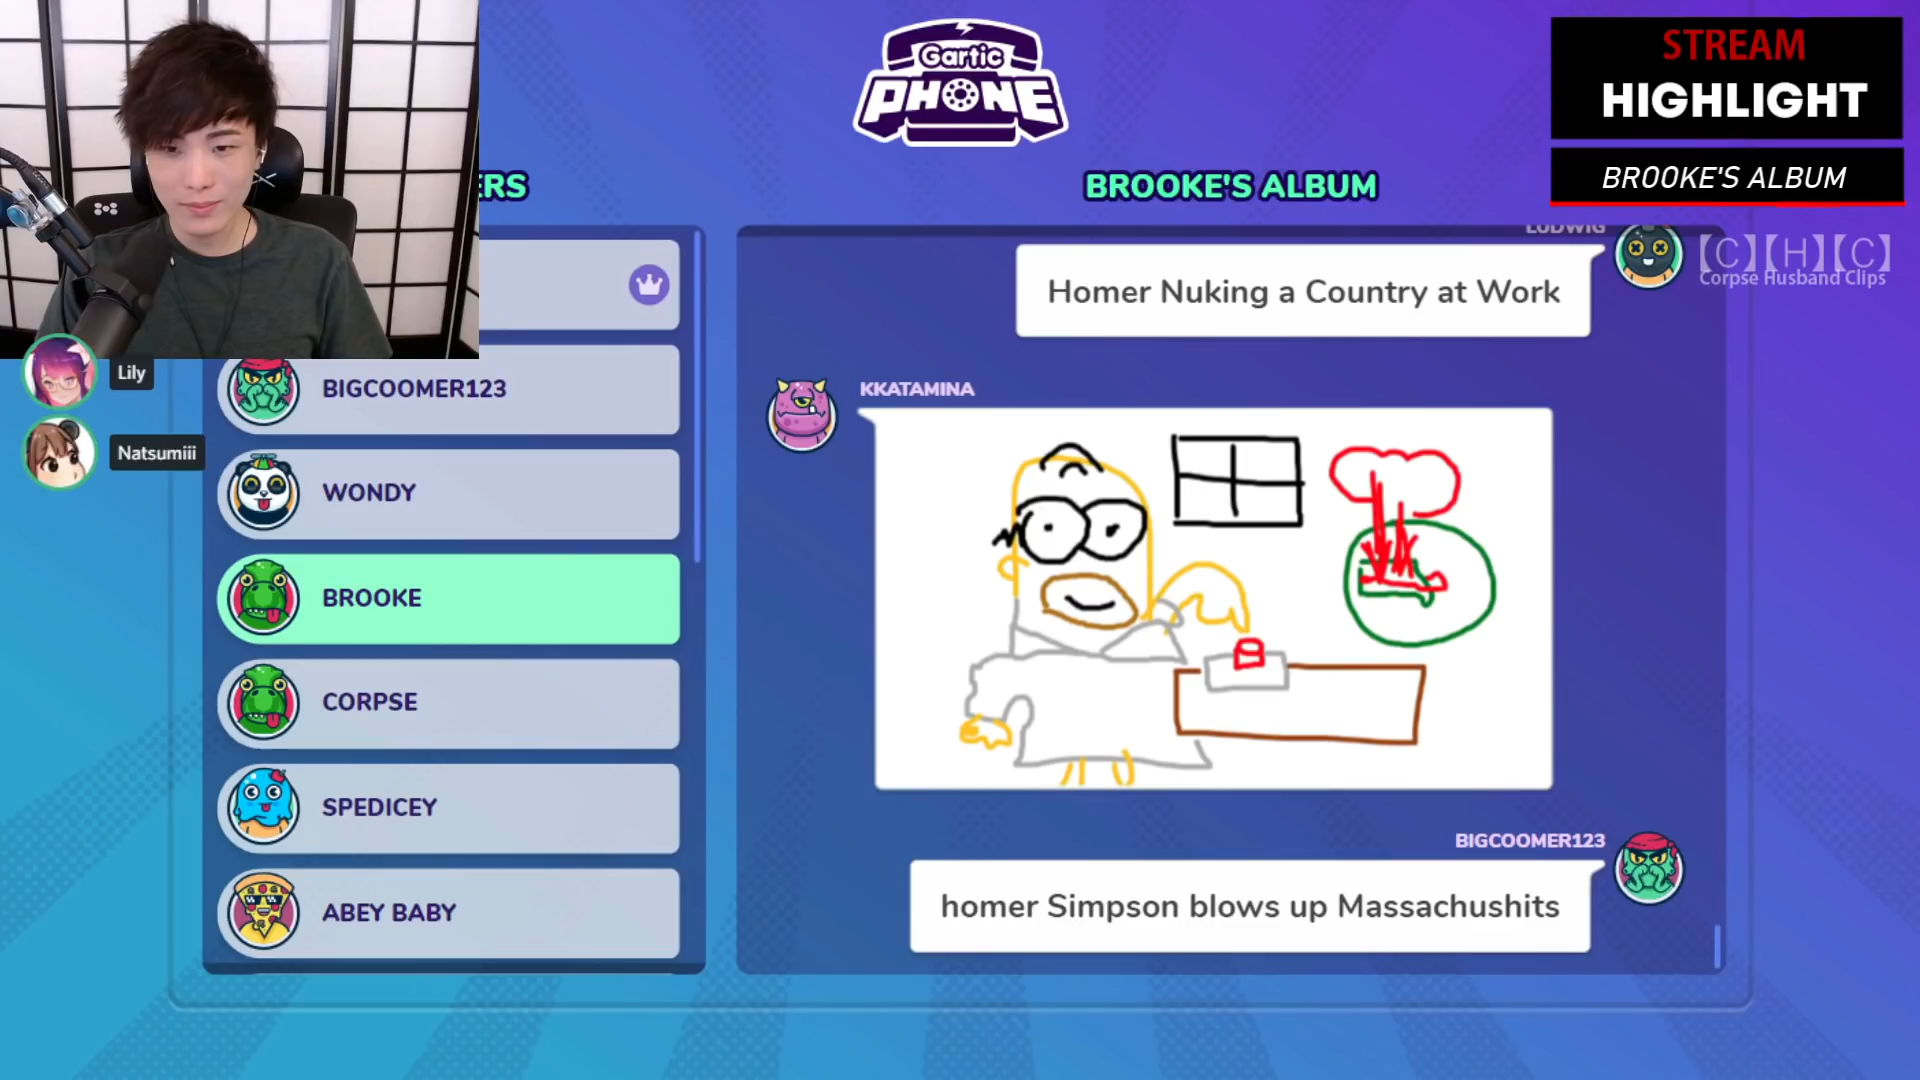 Gartic
PHONE
STREAM
HIGHLIGHT
BROOKE'S ALBUM
ERS
BROOKE'S ALBUM
LUDWIG
Homer Nuking a Country at Work
【C】【H】【C】
Corpse Husband Clips
Lily
BIGCOOMER123
KKATAMINA
Natsumiii
WONDY
BROOKE
CORPSE
SPEDICEY
BIGCOOMER123
homer Simpson blows up Massachushits
ABEY BABY